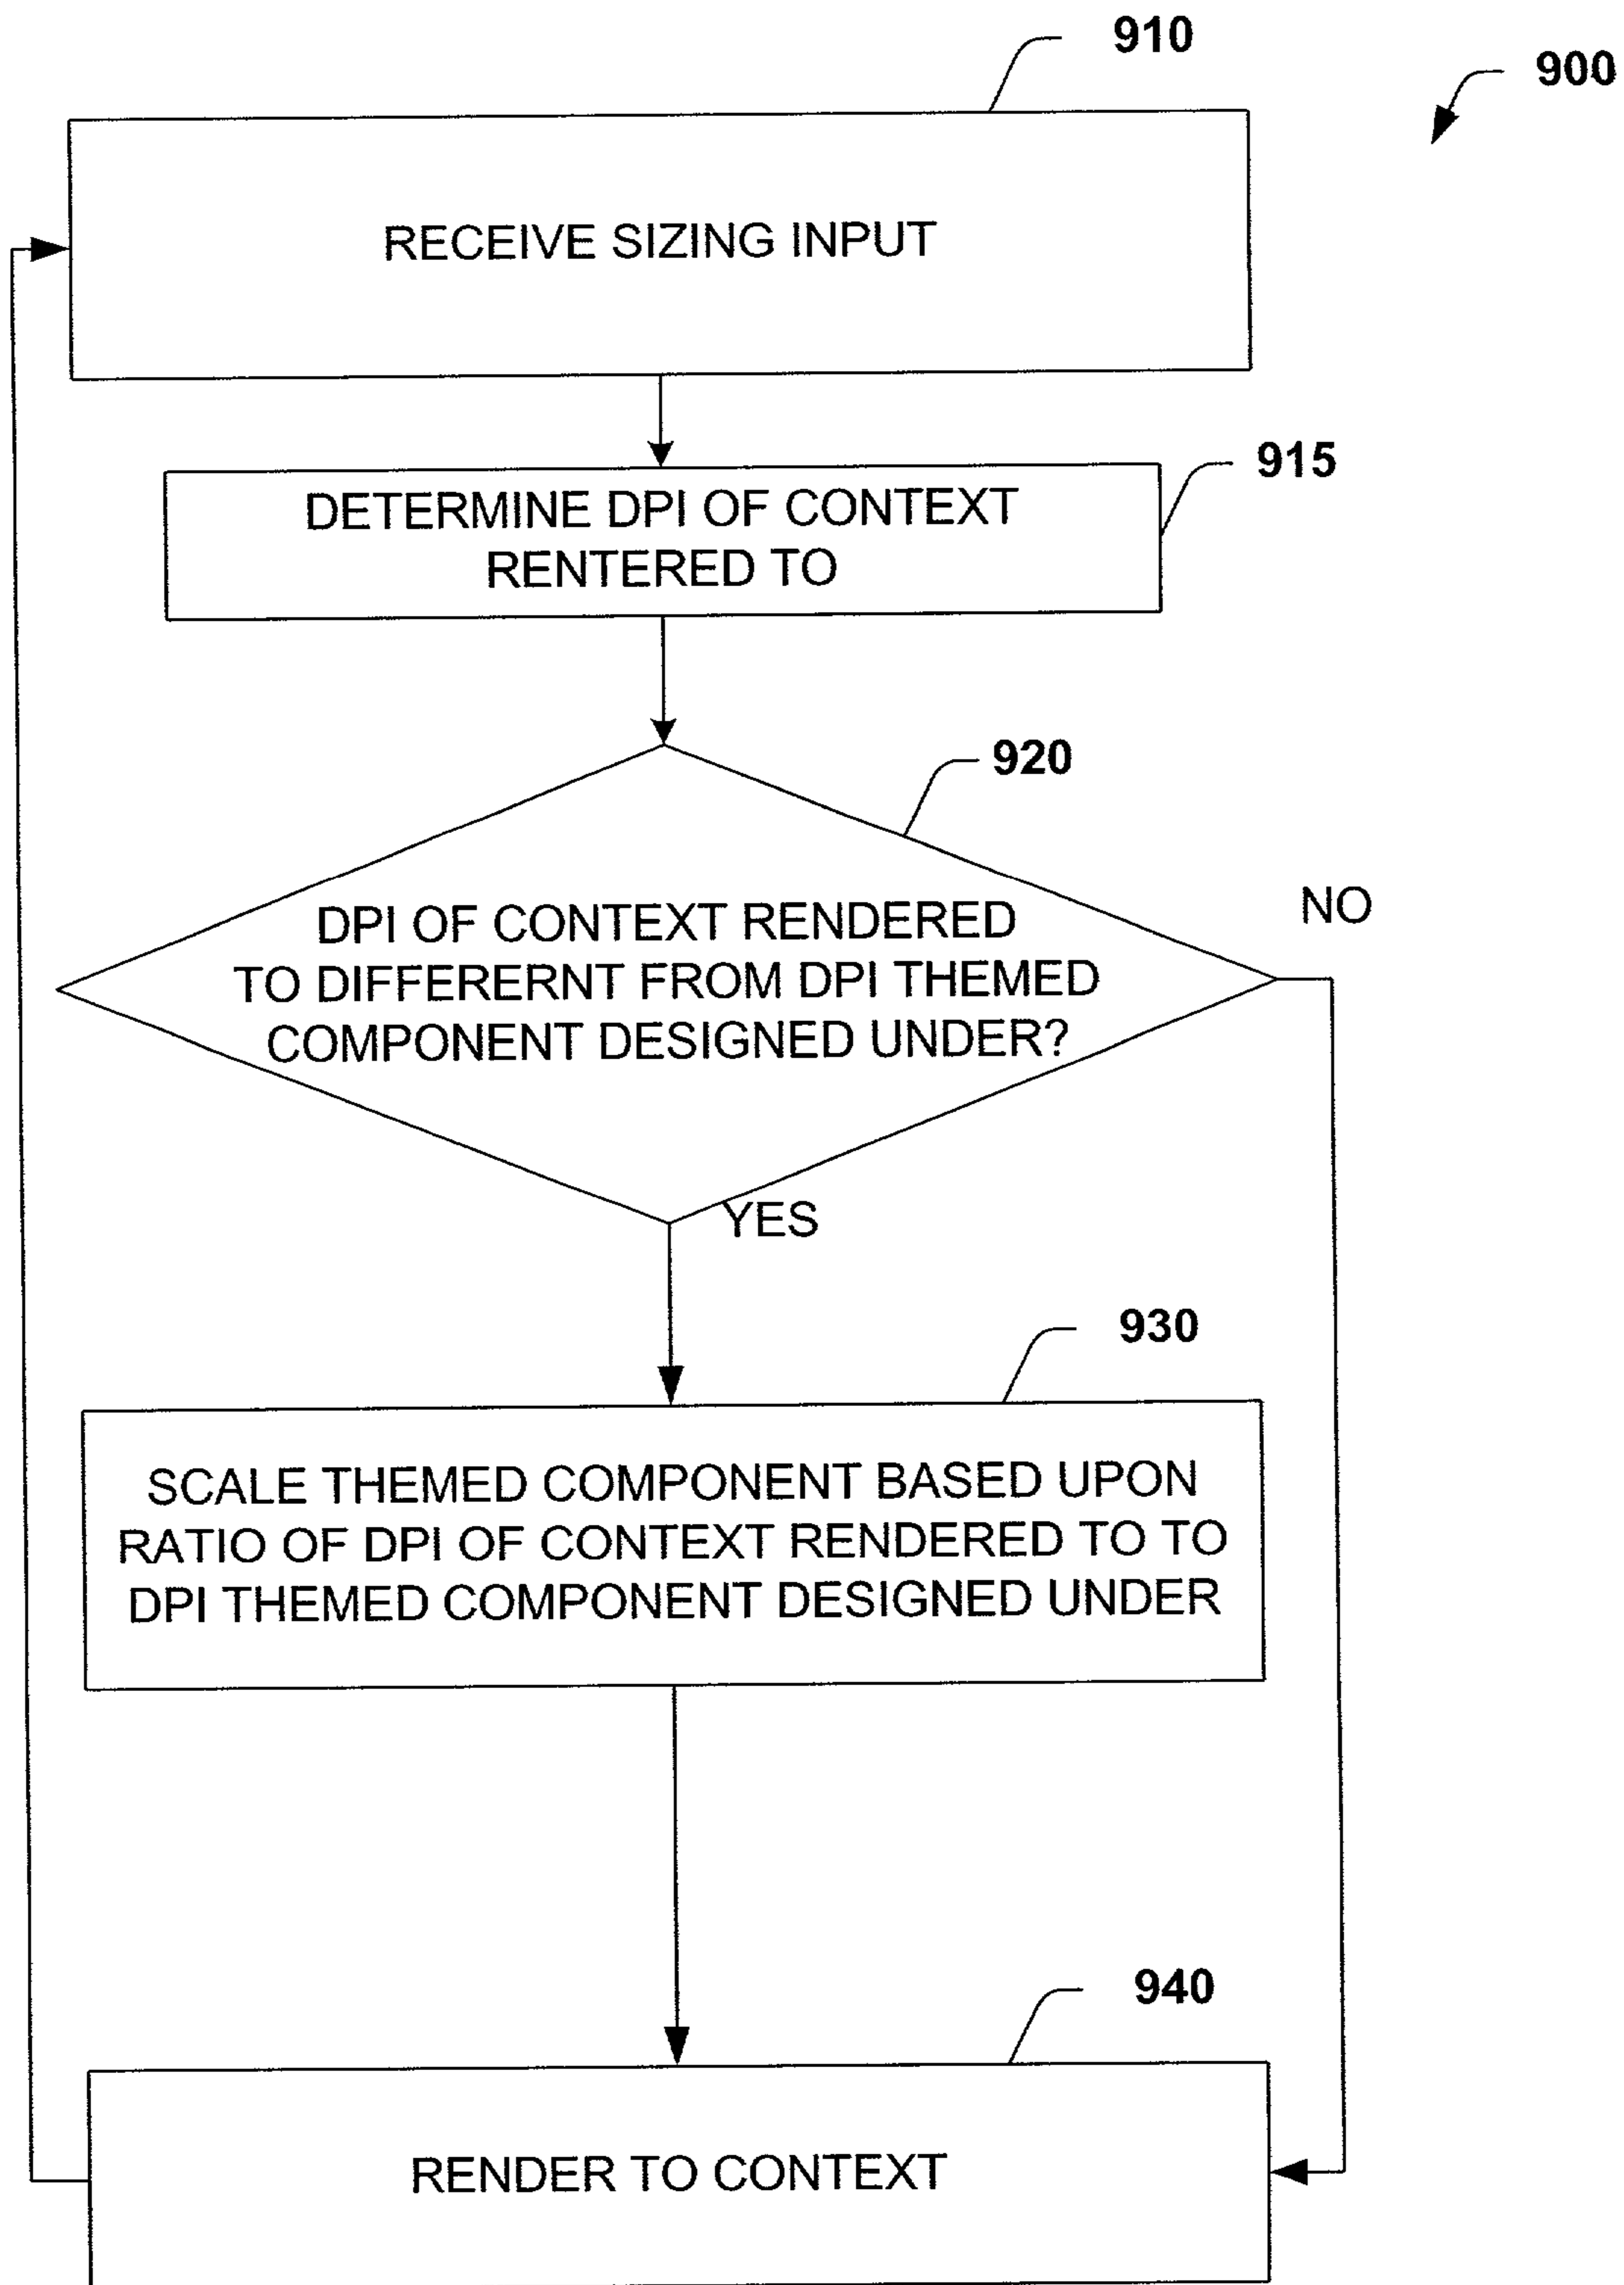 910
900
RECEIVE SIZING INPUT
915
DETERMINE DPI OF CONTEXT
RENTERED TO
920
NO
DPI OF CONTEXT RENDERED
TO DIFFERERNT FROM DPI THEMED
COMPONENT DESIGNED UNDER?
YES
930
SCALE THEMED COMPONENT BASED UPON
RATIO OF DPI OF CONTEXT RENDERED TO TO
DPI THEMED COMPONENT DESIGNED UNDER
940
RENDER TO CONTEXT